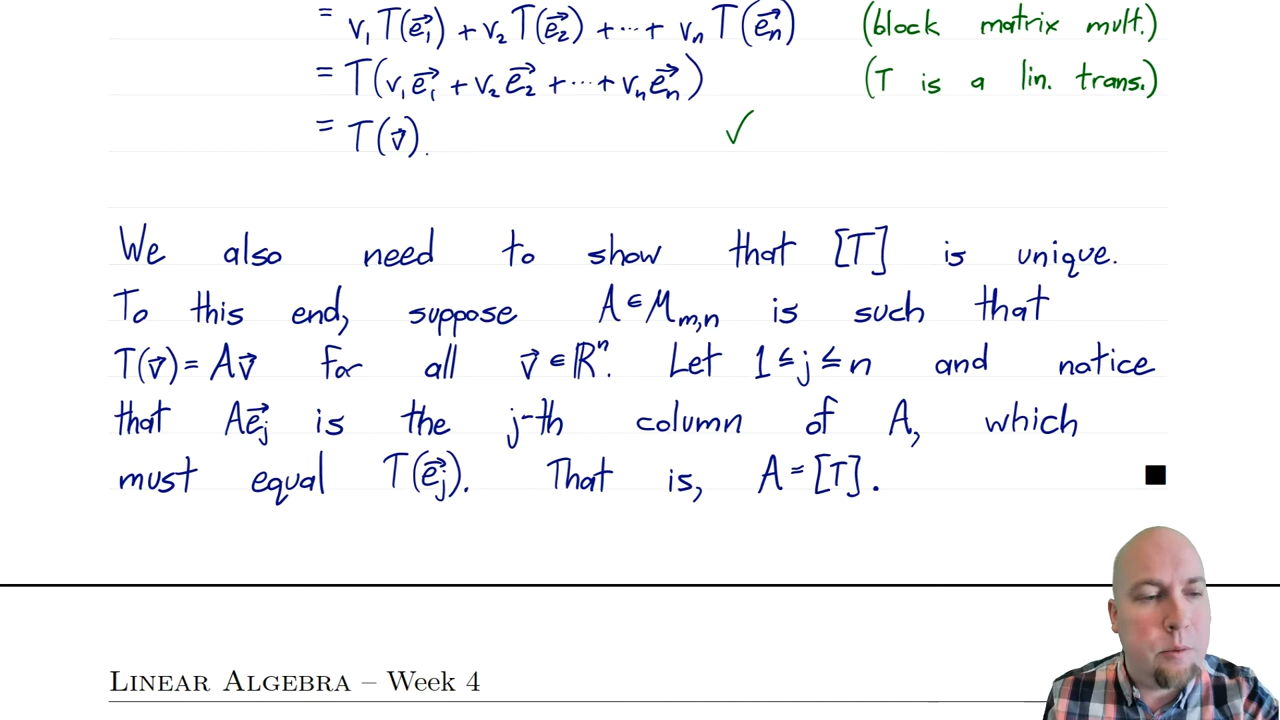 = v₁T(e⃗₁) + v₂T(e⃗₂) + ··· + vₙT(e⃗ₙ) (block matrix mult.)
= T(v₁e⃗₁ + v₂e⃗₂ + ··· + vₙe⃗ₙ) (T is a lin. trans.)
= T(v⃗). ✓
We also need to show that [T] is unique.
To this end, suppose A ∈ M_{m,n} is such that
T(v⃗) = Av⃗ for all v⃗ ∈ ℝⁿ. Let 1 ≤ j ≤ n and notice
that Ae⃗ⱼ is the j-th column of A, which
must equal T(e⃗ⱼ). That is, A = [T]. ■
LINEAR ALGEBRA – Week 4